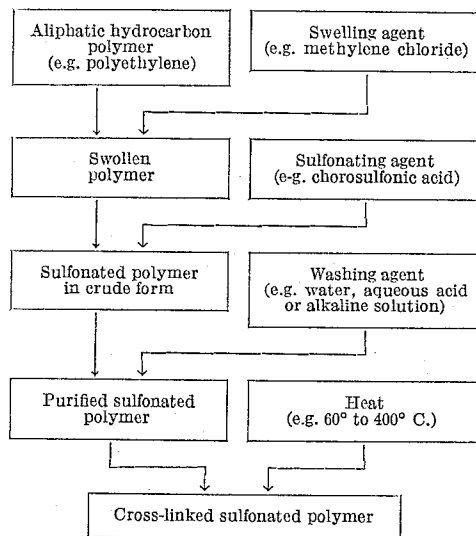 Aliphatic hydrocarbon
polymer
(e.g. polyethylene)
Swelling agent
(e.g. methylene chloride)
Swollen
polymer
Sulfonating agent
(e-g. chorosulfonic acid)
Sulfonated polymer
in crude form
Washing agent
(e.g. water, aqueous acid
or alkaline solution)
Purified sulfonated
polymer
Heat
(e.g. 60° to 400° C.)
Cross-linked sulfonated polymer